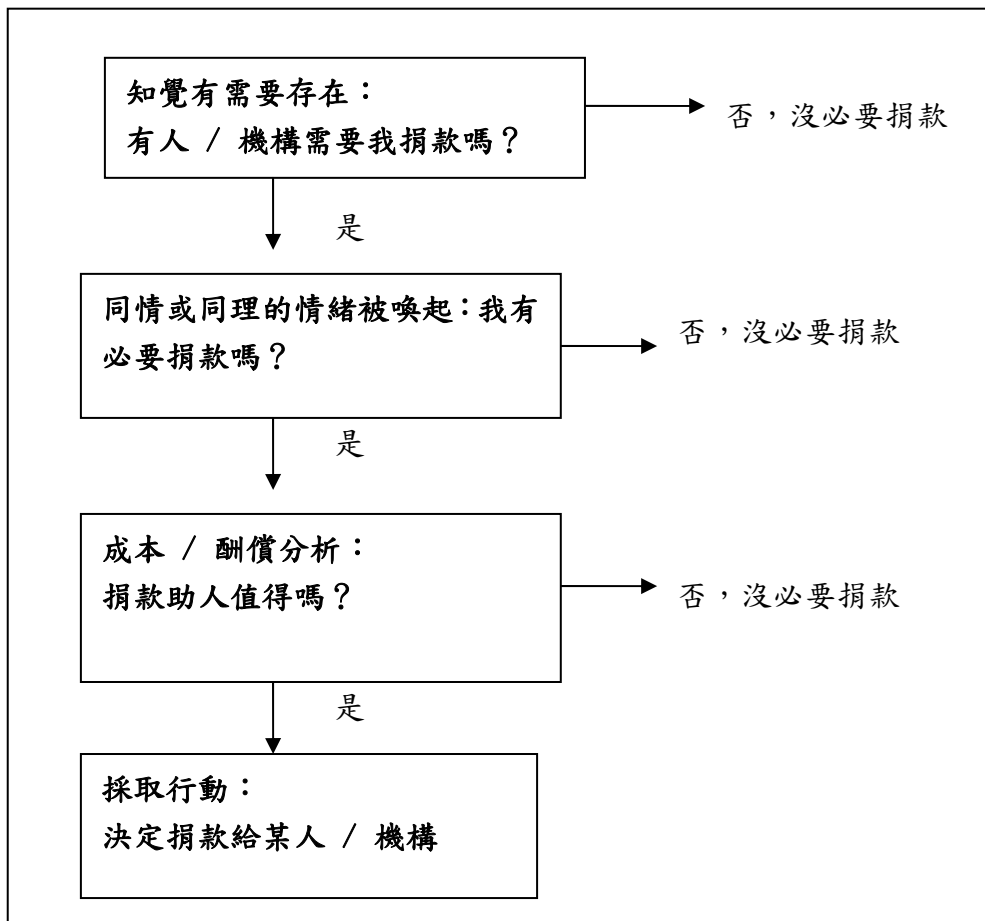 知覺有需要存在：
有人 / 機構需要我捐款嗎？
否，沒必要捐款
是
同情或同理的情緒被喚起：我有
必要捐款嗎？
否，沒必要捐款
是
成本 / 酬償分析：
捐款助人值得嗎？
否，沒必要捐款
是
採取行動：
決定捐款給某人 / 機構